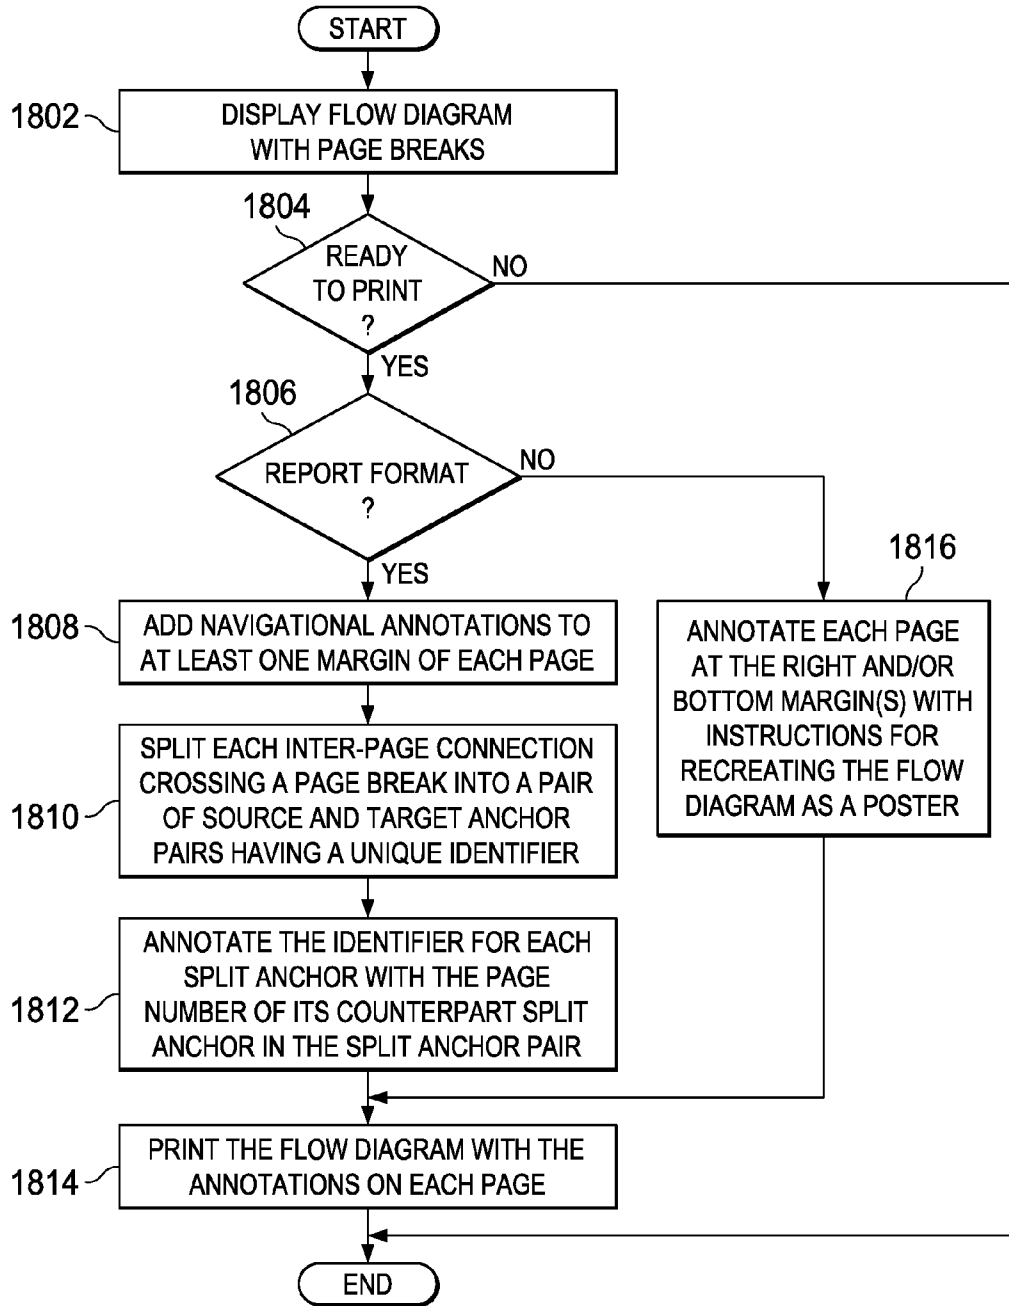 START
1802
DISPLAY FLOW DIAGRAM
WITH PAGE BREAKS
1804
READY
TO PRINT
?
NO
YES
1806
REPORT FORMAT
?
NO
YES
1808
ADD NAVIGATIONAL ANNOTATIONS TO
AT LEAST ONE MARGIN OF EACH PAGE
1816
ANNOTATE EACH PAGE
AT THE RIGHT AND/OR
BOTTOM MARGIN(S) WITH
INSTRUCTIONS FOR
RECREATING THE FLOW
DIAGRAM AS A POSTER
1810
SPLIT EACH INTER-PAGE CONNECTION
CROSSING A PAGE BREAK INTO A PAIR
OF SOURCE AND TARGET ANCHOR
PAIRS HAVING A UNIQUE IDENTIFIER
1812
ANNOTATE THE IDENTIFIER FOR EACH
SPLIT ANCHOR WITH THE PAGE
NUMBER OF ITS COUNTERPART SPLIT
ANCHOR IN THE SPLIT ANCHOR PAIR
1814
PRINT THE FLOW DIAGRAM WITH THE
ANNOTATIONS ON EACH PAGE
END